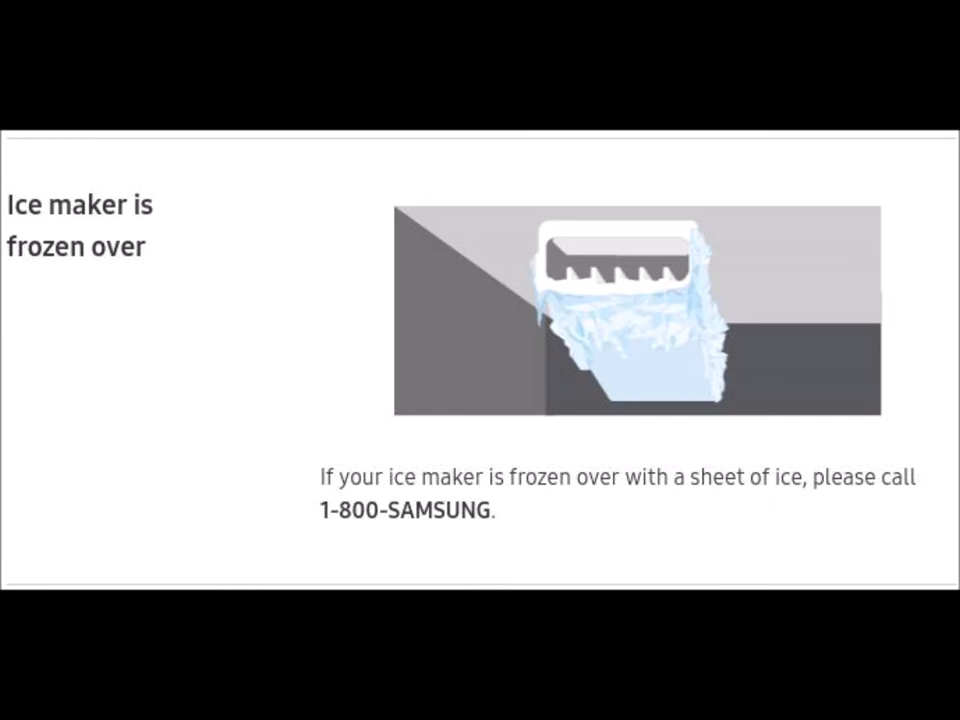 Ice maker is
frozen over
If your ice maker is frozen over with a sheet of ice, please call
1-800-SAMSUNG.